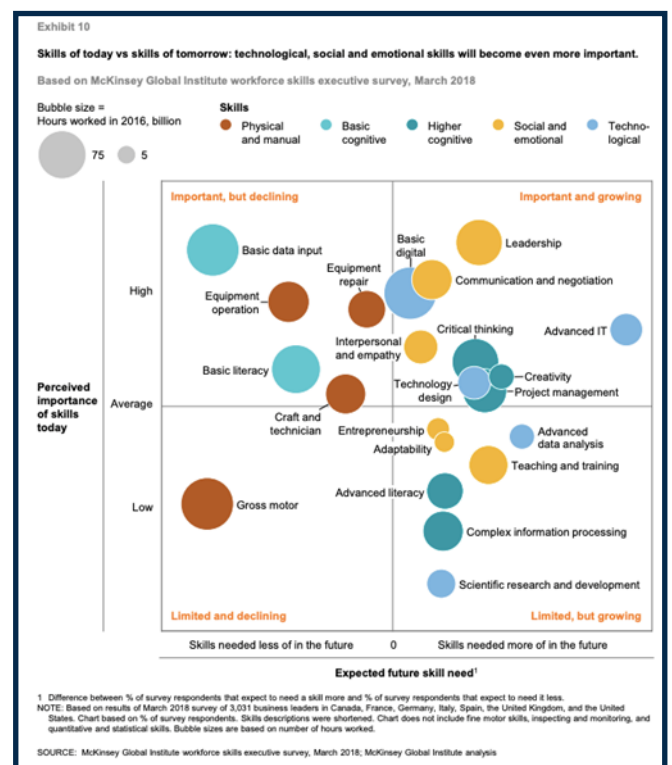 Exhibit 10
Skills of today vs skills of tomorrow: technological, social and emotional skills will become even more important.
Based on McKinsey Global Institute workforce skills executive survey, March 2018
Bubble size =
Hours worked in 2016, billion
75
5
Skills
Physical
and manual
Basic
cognitive
Higher
cognitive
Social and
emotional
Techno-
logical
Important, but declining
Important and growing
Basic data input
Basic
digital
Leadership
Equipment
repair
Communication and negotiation
High
Equipment
operation
Critical thinking
Advanced IT
Interpersonal
and empathy
Basic literacy
Creativity
Technology
design
Project management
Perceived
importance
of skills
today
Average
Craft and
technician
Entrepreneurship
Adaptability
Advanced
data analysis
Teaching and training
Advanced literacy
Low
Gross motor
Complex information processing
Scientific research and development
Limited and declining
Limited, but growing
Skills needed less of in the future
0
Skills needed more of in the future
Expected future skill need1
1 Difference between % of survey respondents that expect to need a skill more and % of survey respondents that expect to need it less.
NOTE: Based on results of March 2018 survey of 3,031 business leaders in Canada, France, Germany, Italy, Spain, the United Kingdom, and the United
States. Chart based on % of survey respondents. Skills descriptions were shortened. Chart does not include fine motor skills, inspecting and monitoring, and
quantitative and statistical skills. Bubble sizes are based on number of hours worked.
SOURCE: McKinsey Global Institute workforce skills executive survey, March 2018; McKinsey Global Institute analysis